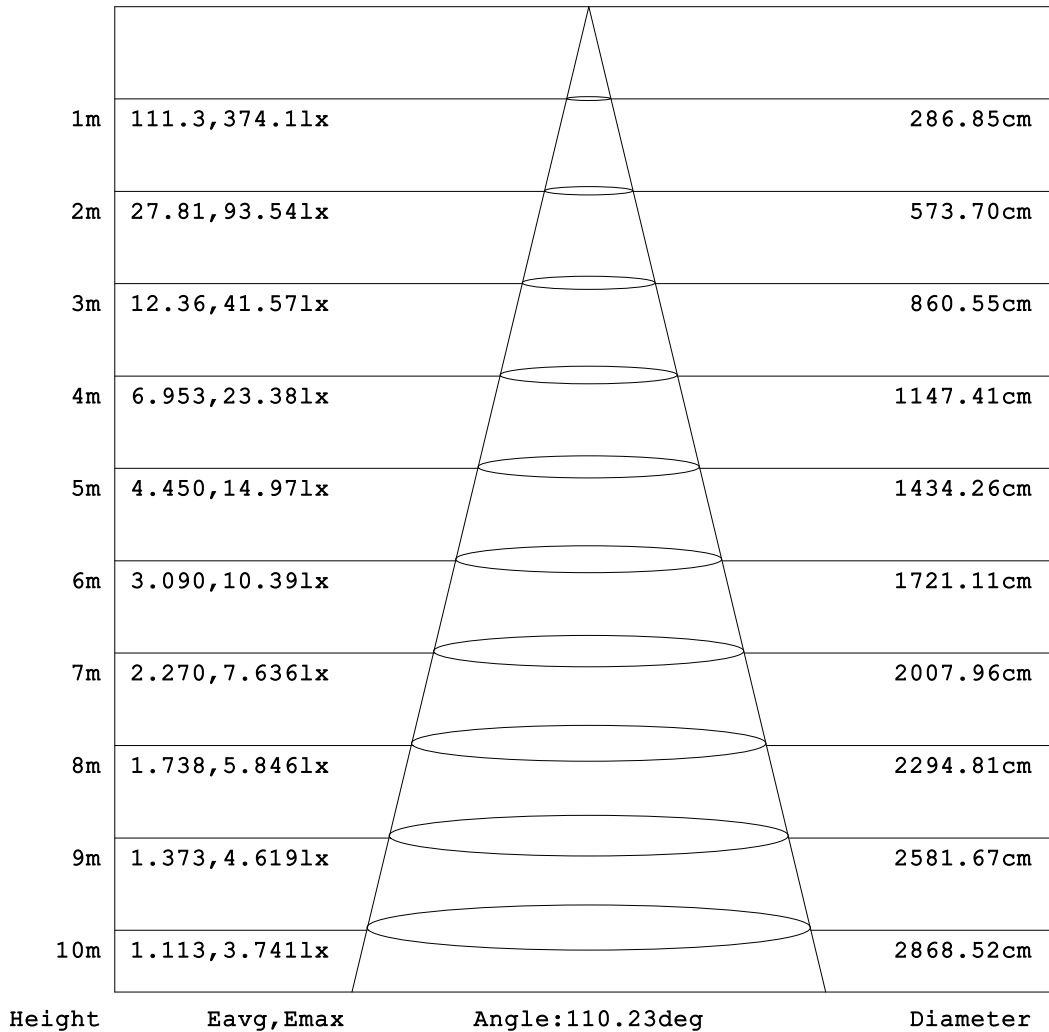 1m 111.3,374.1lx 286.85cm
2m 27.81,93.54lx 573.70cm
3m 12.36,41.57lx 860.55cm
4m 6.953,23.38lx 1147.41cm
5m 4.450,14.97lx 1434.26cm
6m 3.090,10.39lx 1721.11cm
7m 2.270,7.636lx 2007.96cm
8m 1.738,5.846lx 2294.81cm
9m 1.373,4.619lx 2581.67cm
10m 1.113,3.741lx 2868.52cm
Height Eavg,Emax Angle:110.23deg Diameter